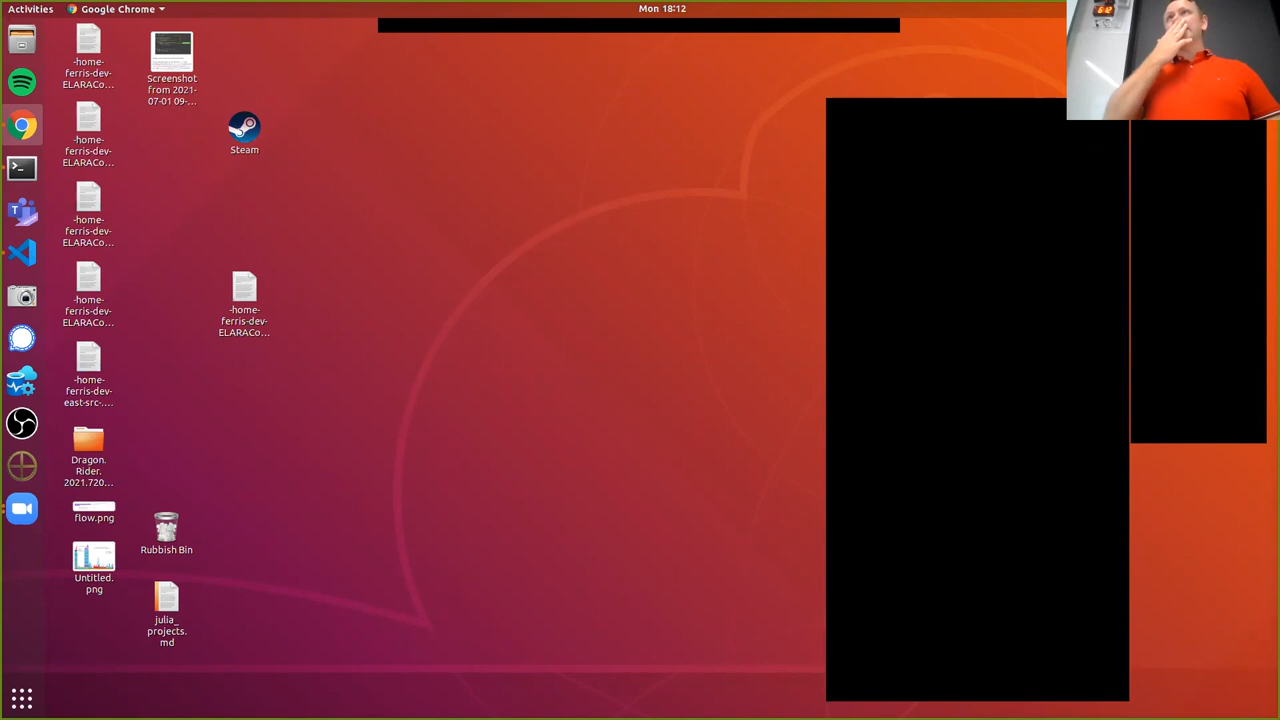 Activities
Google Chrome
Mon 18:12
-home-
ferris-dev-
ELARACo...
-home-
ferris-dev-
ELARACo...
-home-
ferris-dev-
ELARACo...
-home-
ferris-dev-
ELARACo...
-home-
ferris-dev-
east-src-....
Dragon.
Rider.
2021.720...
flow.png
Untitled.
png
Screenshot
from 2021-
07-01 09-...
Rubbish Bin
julia_
projects.
md
Steam
-home-
ferris-dev-
ELARACo...